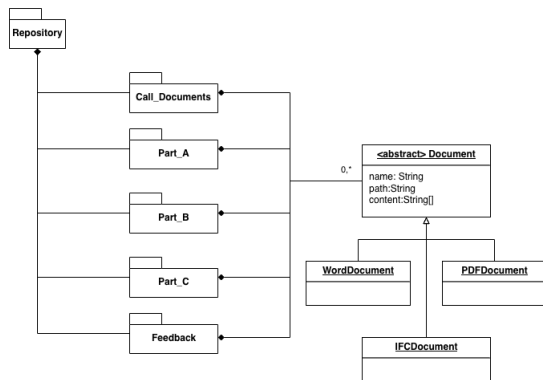 Repository
Call_Documents
Part_A
Part_B
Part_C
Feedback
0,*
<abstract> Document
name: String
path:String
content:String[]
WordDocument
PDFDocument
IFCDocument